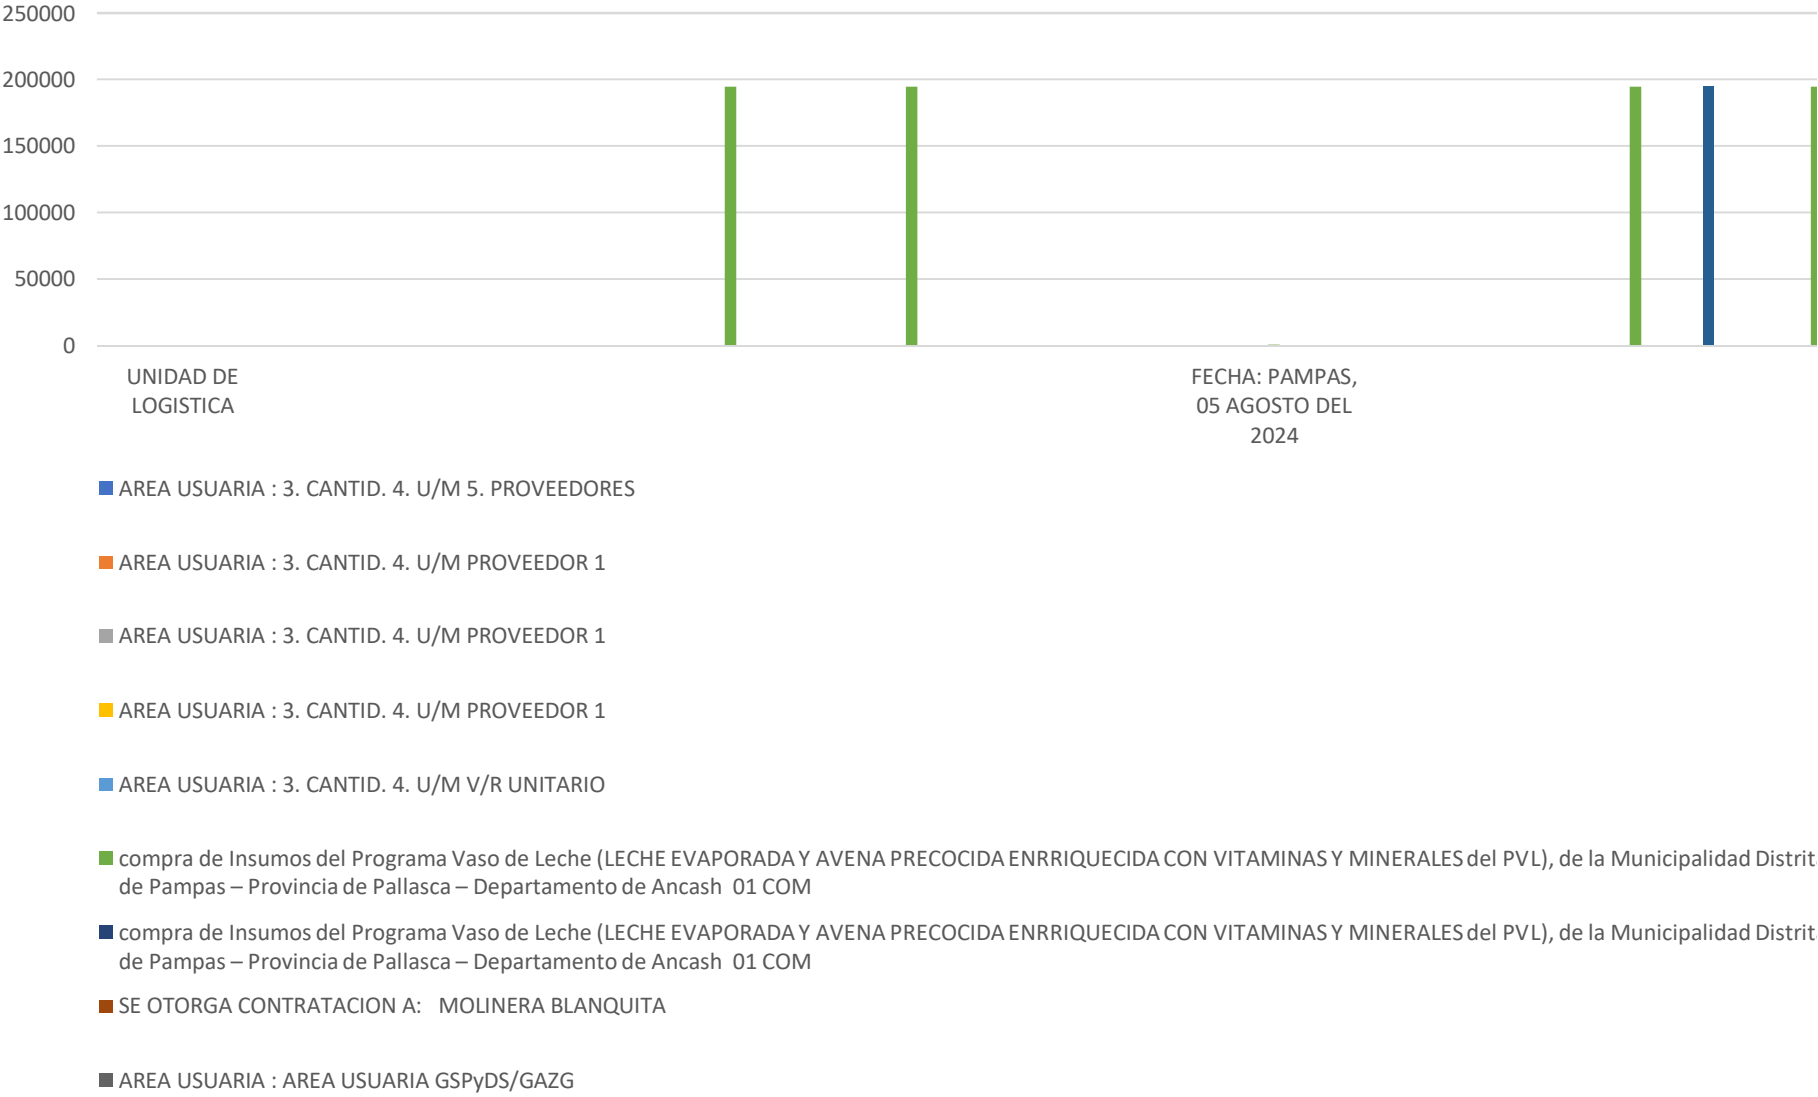 250000
200000
150000
100000
50000
0
UNIDAD DE
LOGISTICA
FECHA: PAMPAS,
05 AGOSTO DEL
2024
AREA USUARIA : 3. CANTID. 4. U/M 5. PROVEEDORES
AREA USUARIA : 3. CANTID. 4. U/M PROVEEDOR 1
AREA USUARIA : 3. CANTID. 4. U/M PROVEEDOR 1
AREA USUARIA : 3. CANTID. 4. U/M PROVEEDOR 1
AREA USUARIA : 3. CANTID. 4. U/M V/R UNITARIO
compra de Insumos del Programa Vaso de Leche (LECHE EVAPORADA Y AVENA PRECOCIDA ENRRIQUECIDA CON VITAMINAS Y MINERALES del PVL), de la Municipalidad Distrit
de Pampas – Provincia de Pallasca – Departamento de Ancash 01 COM
compra de Insumos del Programa Vaso de Leche (LECHE EVAPORADA Y AVENA PRECOCIDA ENRRIQUECIDA CON VITAMINAS Y MINERALES del PVL), de la Municipalidad Distrit
de Pampas – Provincia de Pallasca – Departamento de Ancash 01 COM
SE OTORGA CONTRATACION A: MOLINERA BLANQUITA
AREA USUARIA : AREA USUARIA GSPyDS/GAZG